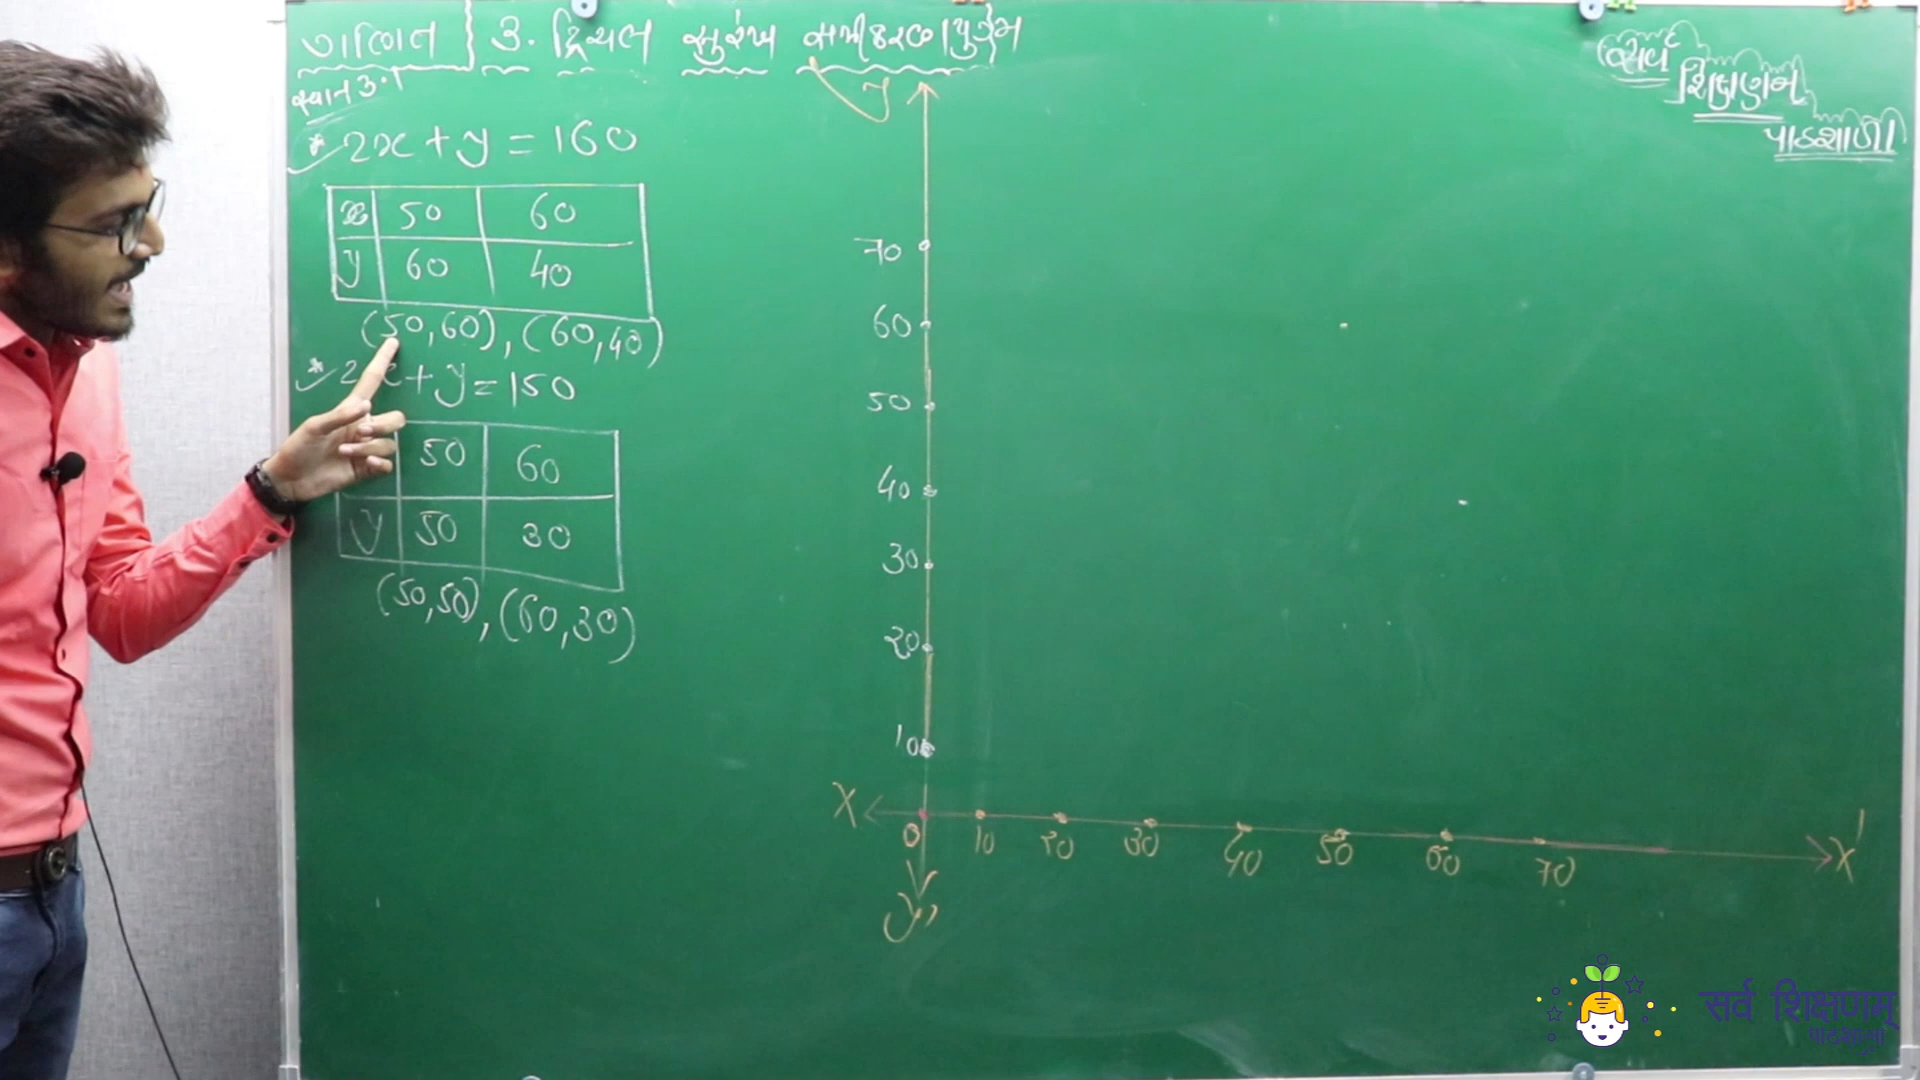 ગણિત } 3. દ્વિચલ સુરેખ સમીકરણયુગ્મ
સ્વા 3.1
સર્વ
શિક્ષણમ
પાઠશાળા
* 2x + y = 160
x 50 60
y 60 40
(50,60), (60,40)
* 2x + y = 150
50 60
y 50 30
(50,50), (60,30)
y
70
60
50
40
30
20
10
X 0 10 20 30 40 50 60 70 X'
y'
सर्व शिक्षणम्
પાઠશાળા